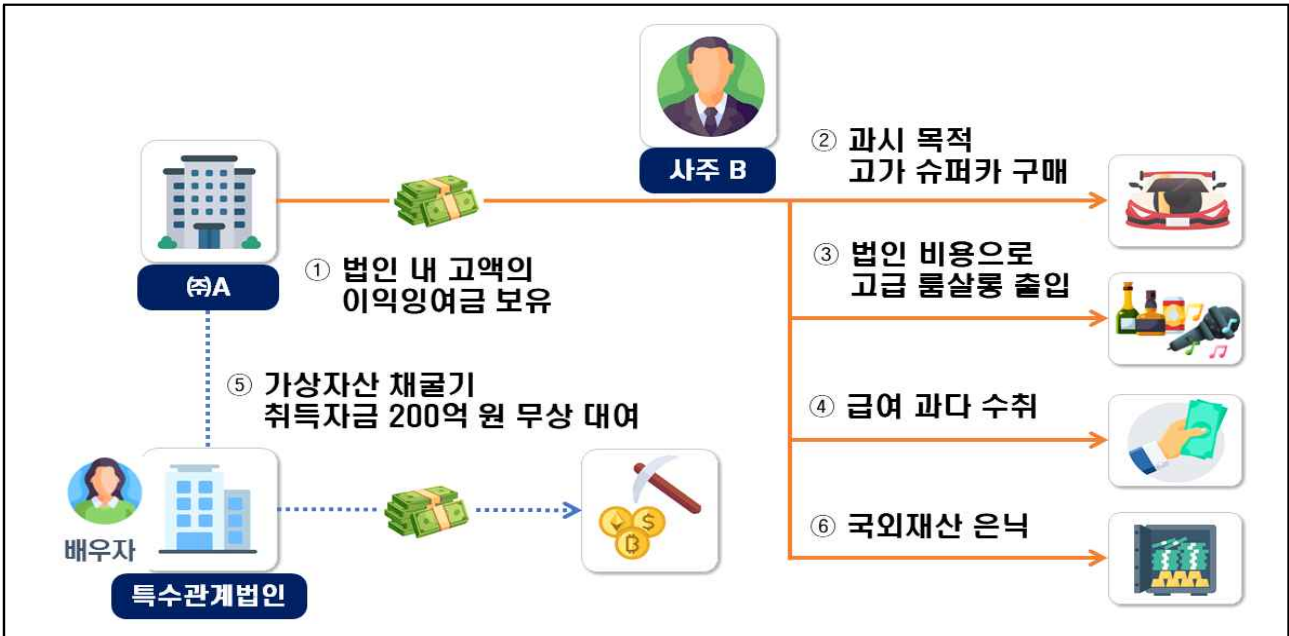 사주 B
㈜A
① 법인 내 고액의
이익잉여금 보유
② 과시 목적
고가 슈퍼카 구매
③ 법인 비용으로
고급 룸살롱 출입
④ 급여 과다 수취
⑤ 가상자산 채굴기
취득자금 200억 원 무상 대여
배우자
특수관계법인
⑥ 국외재산 은닉